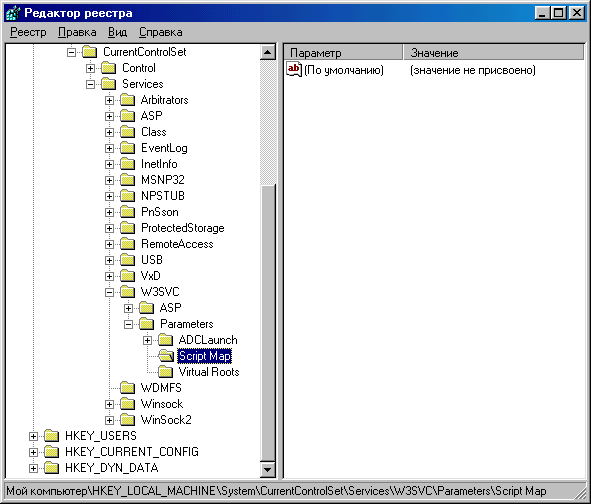 Редактор реестра
Реестр Правка Вид Справка
CurrentControlSet
Control
Services
Arbitrators
ASP
Class
EventLog
InetInfo
MSNP32
NPSTUB
PnSson
ProtectedStorage
RemoteAccess
USB
VxD
W3SVC
ASP
Parameters
ADCLaunch
Script Map
Virtual Roots
WDMFS
Winsock
WinSock2
HKEY_USERS
HKEY_CURRENT_CONFIG
HKEY_DYN_DATA
Параметр Значение
ab (По умолчанию) (значение не присвоено)
Мой компьютер\HKEY_LOCAL_MACHINE\System\CurrentControlSet\Services\W3SVC\Parameters\Script Map